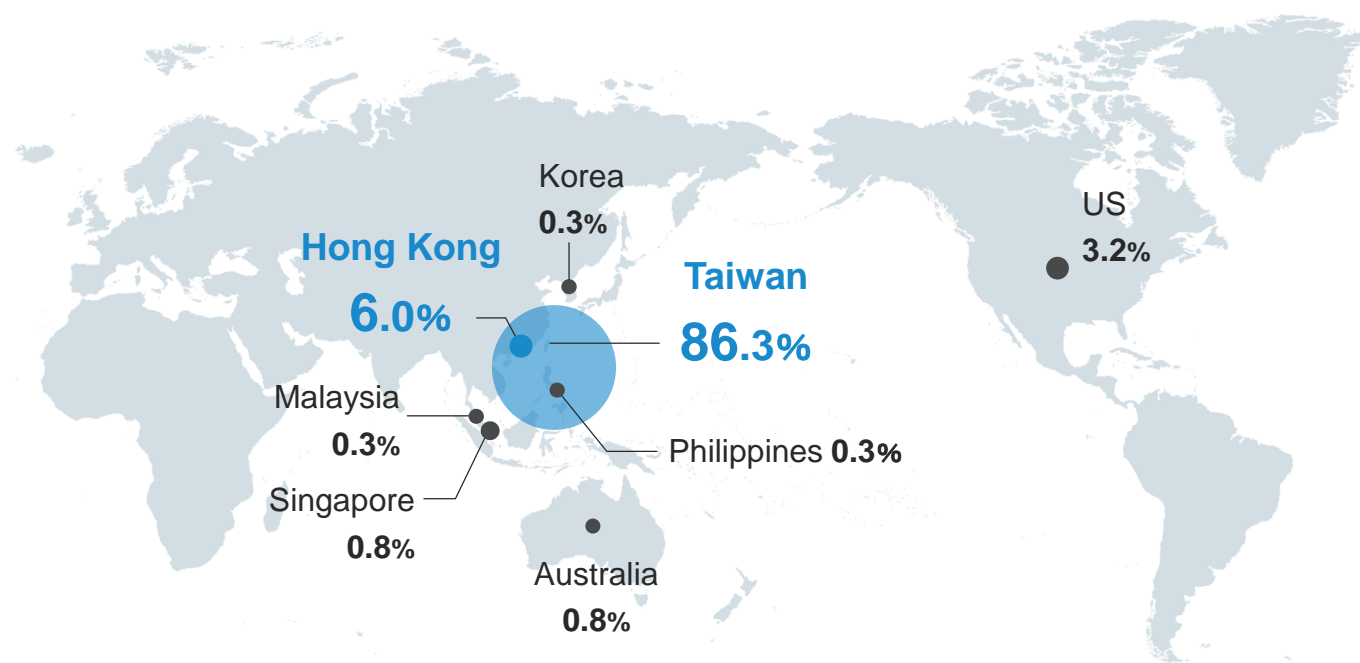 Korea
0.3%
US
3.2%
Hong Kong
6.0%
Taiwan
86.3%
Malaysia
0.3%
Philippines 0.3%
Singapore
0.8%
Australia
0.8%